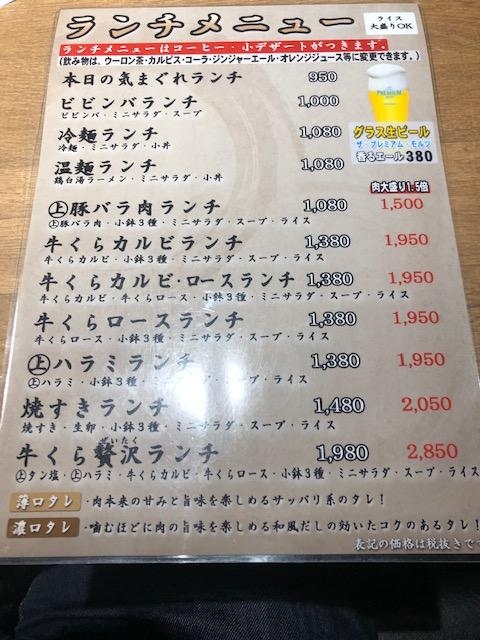 ランチメニュー
ライス
大盛りOK
ランチメニューはコーヒー・小デザートがつきます。
(飲み物は、ウーロン茶・カルピス・コーラ・ジンジャーエール・オレンジジュース等に変更できます。)
本日の気まぐれランチ 950
ビビンバランチ 1,000
ビビンバ・ミニサラダ・スープ
冷麺ランチ 1,080
冷麺・ミニサラダ・小丼
温麺ランチ 1,080
鶏白湯ラーメン・ミニサラダ・小丼
PREMIUM
グラス生ビール
ザ・プレミアム・モルツ
香るエール 380
肉大盛り1.5倍
㊤豚バラ肉ランチ 1,080 1,500
㊤豚バラ肉・小鉢3種・ミニサラダ・スープ・ライス
牛くらカルビランチ 1,380 1,950
牛くらカルビ・小鉢3種・ミニサラダ・スープ・ライス
牛くらカルビ・ロースランチ 1,380 1,950
牛くらカルビ・牛くらロース・小鉢3種・ミニサラダ・スープ・ライス
牛くらロースランチ 1,380 1,950
牛くらロース・小鉢3種・ミニサラダ・スープ・ライス
㊤ハラミランチ 1,380 1,950
㊤ハラミ・小鉢3種・ミニサラダ・スープ・ライス
焼すきランチ 1,480 2,050
焼すき・生卵・小鉢3種・ミニサラダ・スープ・ライス
ぜいたく
牛くら贅沢ランチ 1,980 2,850
㊤タン塩・㊤ハラミ・牛くらカルビ・牛くらロース・小鉢3種・ミニサラダ・スープ・ライス
薄口タレ ・肉本来の甘みと旨味を楽しめるサッパリ系のタレ!
濃口タレ ・噛むほどに肉の旨味を楽しめる和風だしの効いたコクのあるタレ!
表記の価格は税抜きで